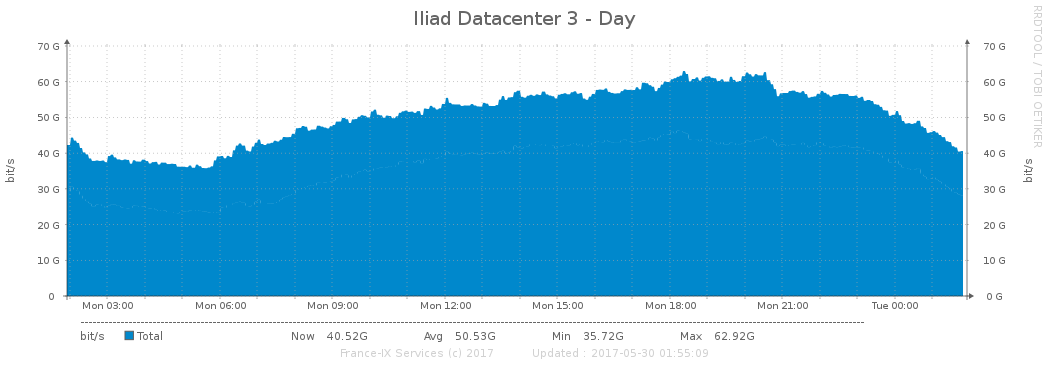 Iliad Datacenter 3 - Day
RRDTOOL / TOBI OETIKER
70 G 70 G
60 G 60 G
50 G 50 G
40 G 40 G
30 G 30 G
20 G 20 G
10 G 10 G
0 0 G
bit/s bit/s
Mon 03:00 Mon 06:00 Mon 09:00 Mon 12:00 Mon 15:00 Mon 18:00 Mon 21:00 Tue 00:00
bit/s Total Now 40.52G Avg 50.53G Min 35.72G Max 62.92G
France-IX Services (c) 2017 Updated : 2017-05-30 01:55:09